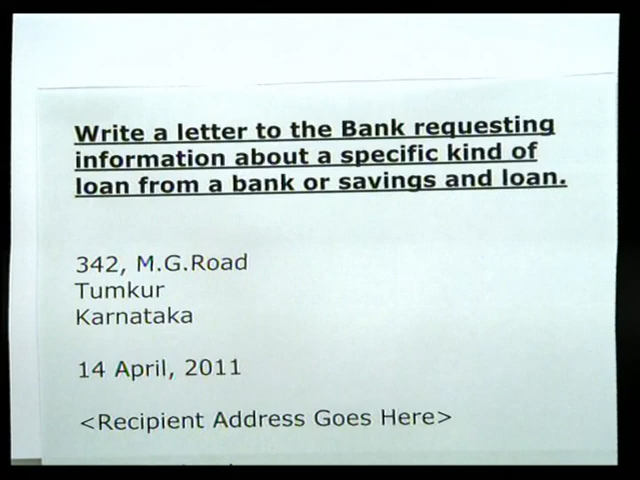 Write a letter to the Bank requesting
information about a specific kind of
loan from a bank or savings and loan.
342, M.G.Road
Tumkur
Karnataka
14 April, 2011
<Recipient Address Goes Here>